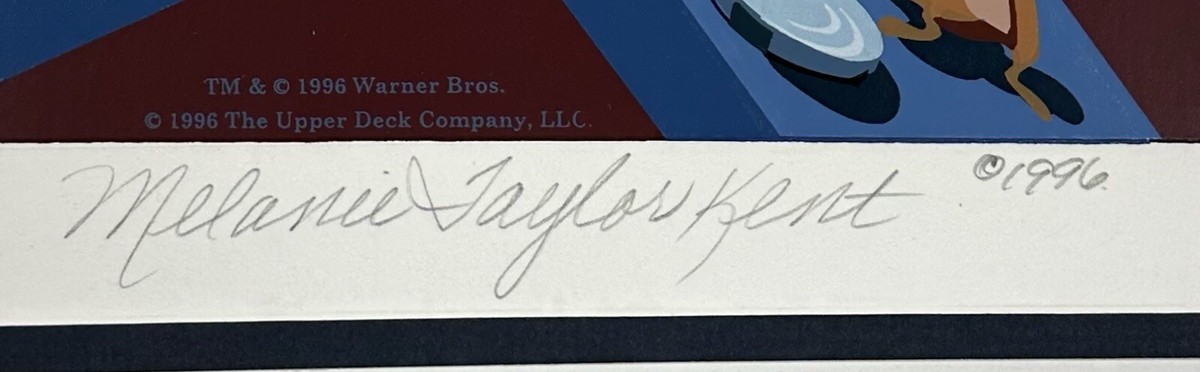 TM & © 1996 Warner Bros.
© 1996 The Upper Deck Company, LLC.
Melanie Taylor Kent ©1996